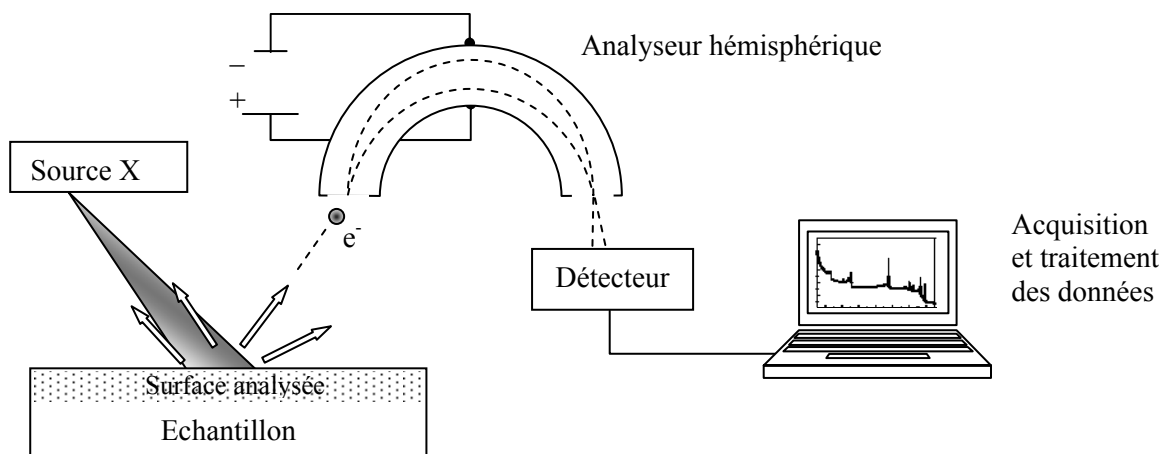 Analyseur hémisphérique
–
+
Source X
e-
Détecteur
Acquisition
et traitement
des données
Surface analysée
Echantillon